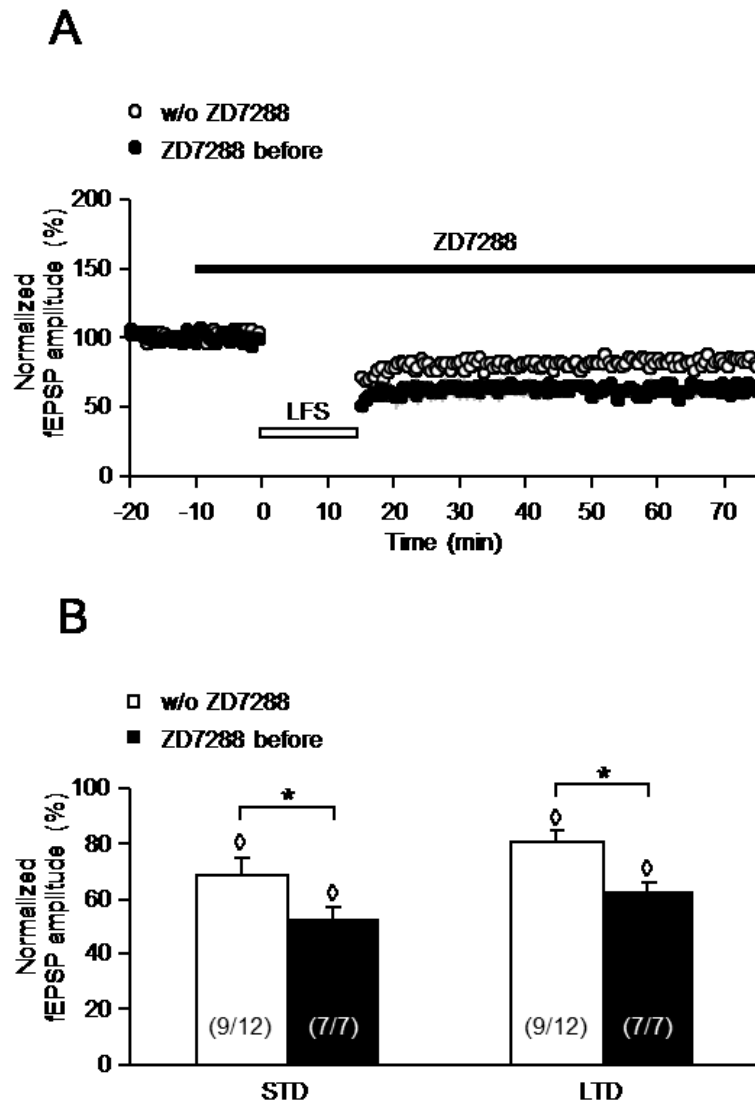 A
w/o ZD7288
ZD7288 before
Normalized
fEPSP amplitude (%)
200
150
100
50
0
ZD7288
LFS
-20 -10 0 10 20 30 40 50 60 70
Time (min)
B
w/o ZD7288
ZD7288 before
Normalized
fEPSP amplitude (%)
100
80
60
40
20
0
* *
◊ ◊ ◊ ◊
(9/12) (7/7) (9/12) (7/7)
STD LTD